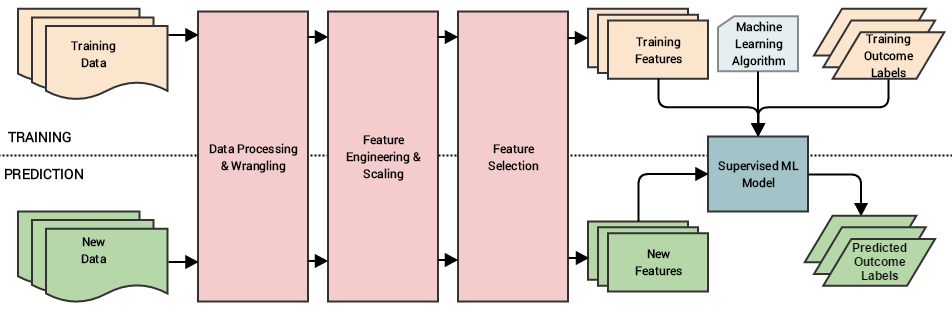 Training
Data
Data Processing
& Wrangling
Feature
Engineering &
Scaling
Feature
Selection
Training
Features
Machine
Learning
Algorithm
Training
Outcome
Labels
TRAINING
PREDICTION
Supervised ML
Model
New
Data
New
Features
Predicted
Outcome
Labels